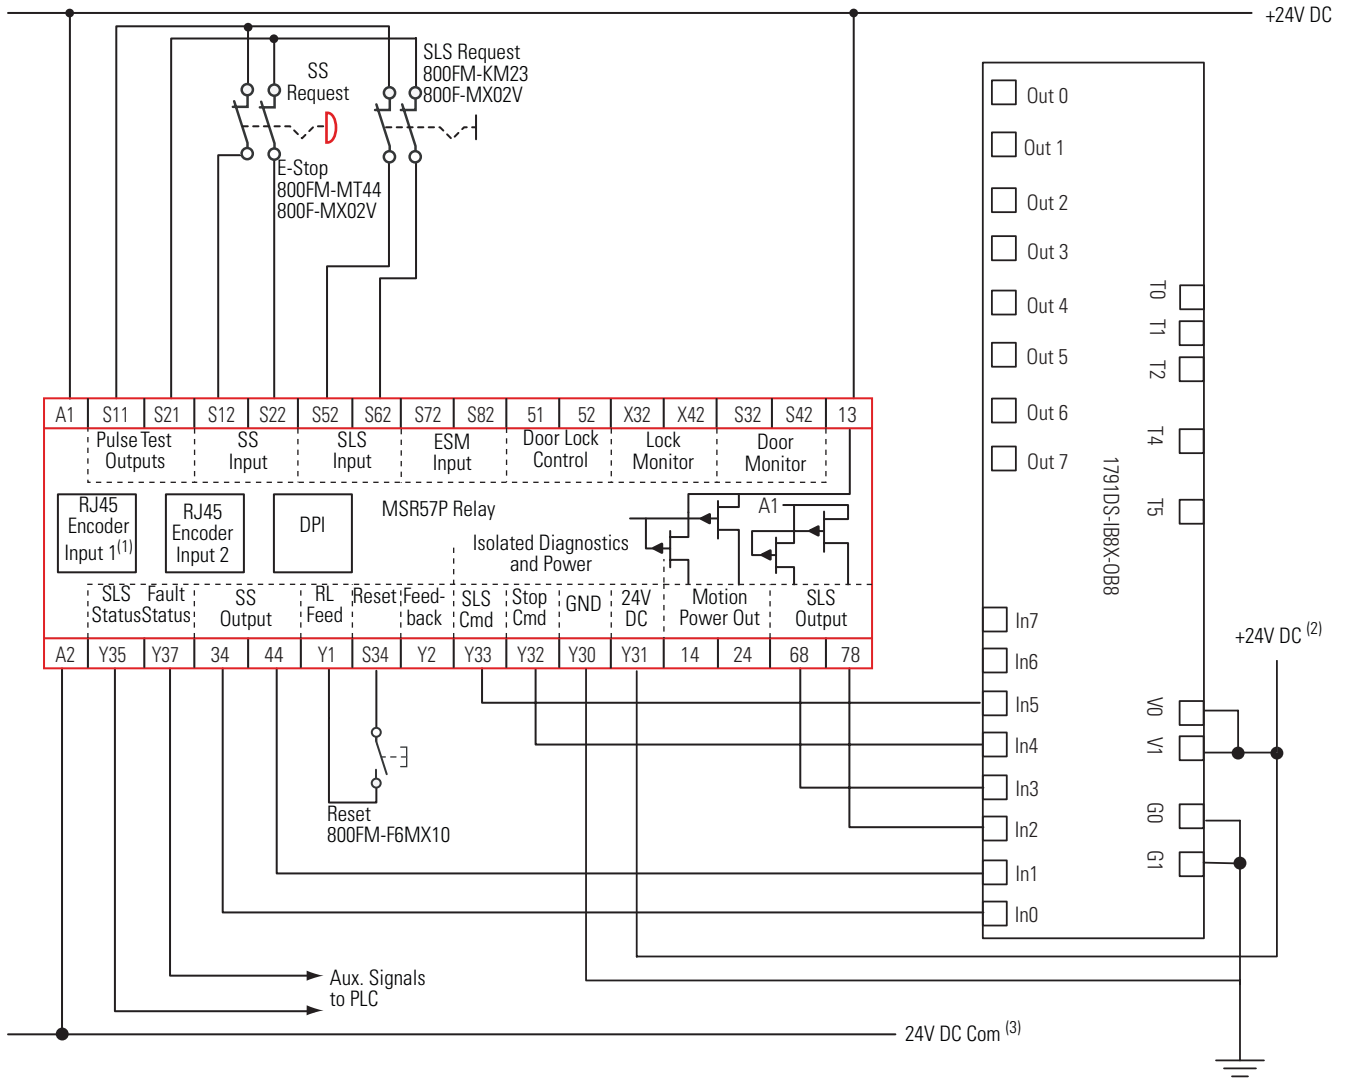 +24V DC
SLS Request
800FM-KM23
800F-MX02V
SS
Request
E-Stop
800FM-MT44
800F-MX02V
Out 0
Out 1
Out 2
Out 3
Out 4
Out 5
Out 6
Out 7
T0
T1
T2
T4
T5
1791DS-IB8X-OB8
A1 S11 S21 S12 S22 S52 S62 S72 S82 51 52 X32 X42 S32 S42 13
Pulse Test
Outputs
SS
Input
SLS
Input
ESM
Input
Door Lock
Control
Lock
Monitor
Door
Monitor
RJ45
Encoder
Input 1(1)
RJ45
Encoder
Input 2
DPI
MSR57P Relay
A1
Isolated Diagnostics
and Power
SLS
Status
Fault
Status
SS
Output
RL
Feed
Reset
Feed-
back
SLS
Cmd
Stop
Cmd
GND
24V
DC
Motion
Power Out
SLS
Output
A2 Y35 Y37 34 44 Y1 S34 Y2 Y33 Y32 Y30 Y31 14 24 68 78
In7
In6
In5
In4
In3
In2
In1
In0
+24V DC (2)
V0
V1
G0
G1
Reset
800FM-F6MX10
Aux. Signals
to PLC
24V DC Com (3)